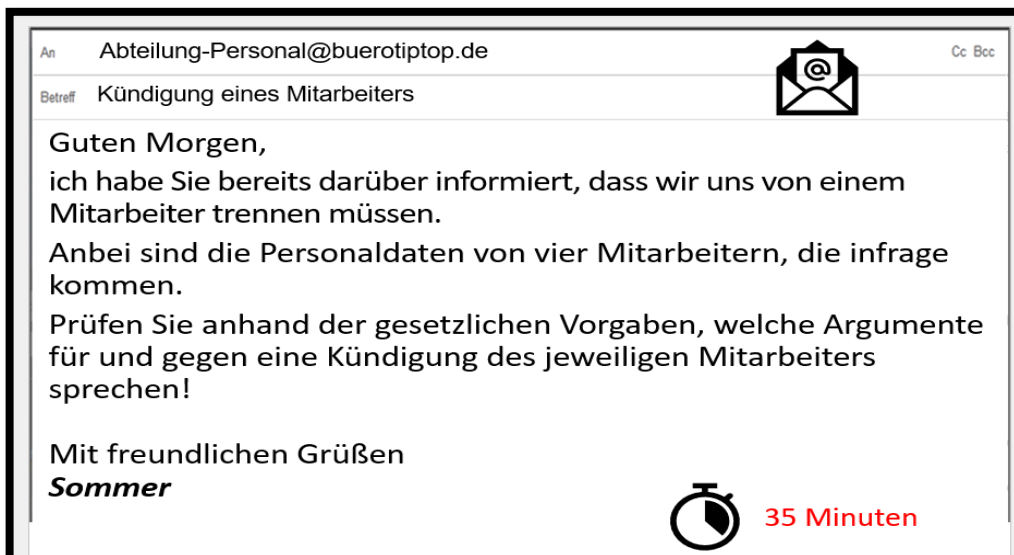 An Abteilung-Personal@buerotiptop.de Cc Bcc
@
Betreff Kündigung eines Mitarbeiters
Guten Morgen,
ich habe Sie bereits darüber informiert, dass wir uns von einem
Mitarbeiter trennen müssen.
Anbei sind die Personaldaten von vier Mitarbeitern, die infrage
kommen.
Prüfen Sie anhand der gesetzlichen Vorgaben, welche Argumente
für und gegen eine Kündigung des jeweiligen Mitarbeiters
sprechen!
Mit freundlichen Grüßen
Sommer
35 Minuten